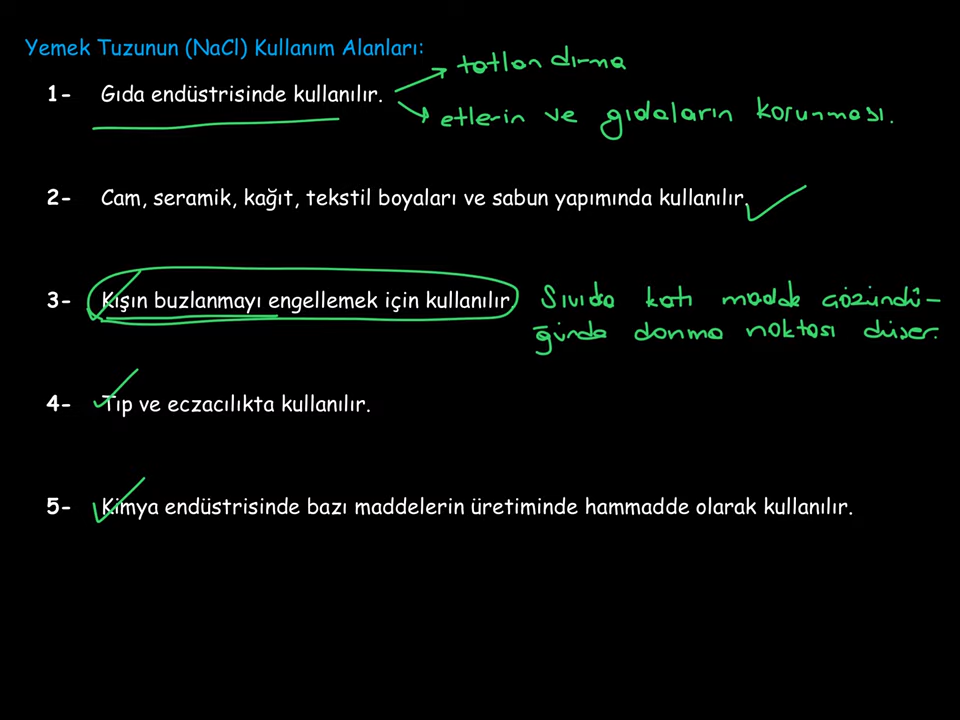 Yemek Tuzunun (NaCl) Kullanım Alanları:
tatlandırma
1- Gıda endüstrisinde kullanılır.
etlerin ve gıdaların korunması.
2- Cam, seramik, kağıt, tekstil boyaları ve sabun yapımında kullanılır.
3- Kışın buzlanmayı engellemek için kullanılır. Sıvıda katı madde çözündü-
ğünde donma noktası düşer.
4- Tıp ve eczacılıkta kullanılır.
5- Kimya endüstrisinde bazı maddelerin üretiminde hammadde olarak kullanılır.